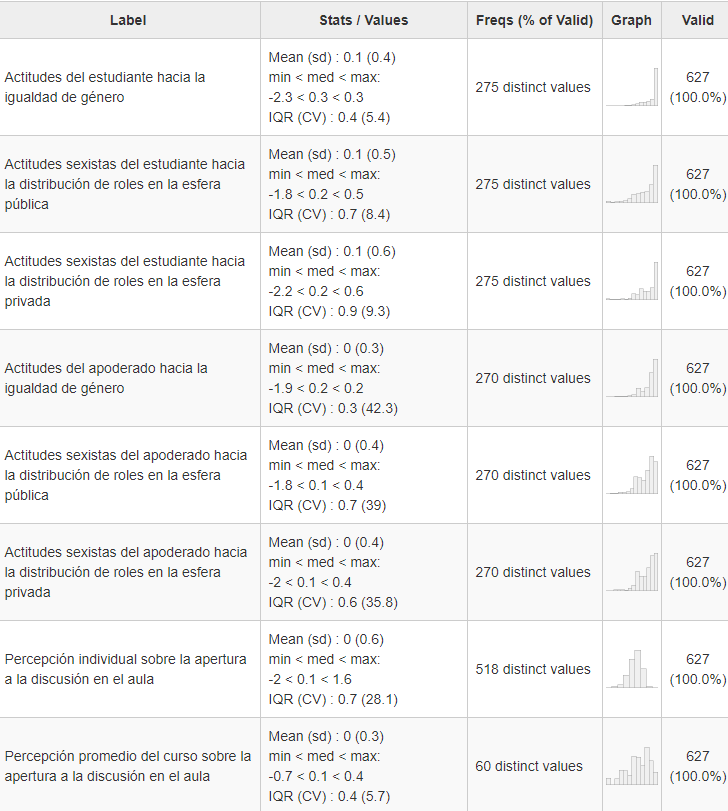 Label Stats / Values Freqs (% of Valid) Graph Valid
Actitudes del estudiante hacia la
igualdad de género
Mean (sd) : 0.1 (0.4)
min < med < max:
-2.3 < 0.3 < 0.3
IQR (CV) : 0.4 (5.4)
275 distinct values
627
(100.0%)
Actitudes sexistas del estudiante hacia
la distribución de roles en la esfera
pública
Mean (sd) : 0.1 (0.5)
min < med < max:
-1.8 < 0.2 < 0.5
IQR (CV) : 0.7 (8.4)
275 distinct values
627
(100.0%)
Actitudes sexistas del estudiante hacia
la distribución de roles en la esfera
privada
Mean (sd) : 0.1 (0.6)
min < med < max:
-2.2 < 0.2 < 0.6
IQR (CV) : 0.9 (9.3)
275 distinct values
627
(100.0%)
Actitudes del apoderado hacia la
igualdad de género
Mean (sd) : 0 (0.3)
min < med < max:
-1.9 < 0.2 < 0.2
IQR (CV) : 0.3 (42.3)
270 distinct values
627
(100.0%)
Actitudes sexistas del apoderado hacia
la distribución de roles en la esfera
pública
Mean (sd) : 0 (0.4)
min < med < max:
-1.8 < 0.1 < 0.4
IQR (CV) : 0.7 (39)
270 distinct values
627
(100.0%)
Actitudes sexistas del apoderado hacia
la distribución de roles en la esfera
privada
Mean (sd) : 0 (0.4)
min < med < max:
-2 < 0.1 < 0.4
IQR (CV) : 0.6 (35.8)
270 distinct values
627
(100.0%)
Percepción individual sobre la apertura
a la discusión en el aula
Mean (sd) : 0 (0.6)
min < med < max:
-2 < 0.1 < 1.6
IQR (CV) : 0.7 (28.1)
518 distinct values
627
(100.0%)
Percepción promedio del curso sobre la
apertura a la discusión en el aula
Mean (sd) : 0 (0.3)
min < med < max:
-0.7 < 0.1 < 0.4
IQR (CV) : 0.4 (5.7)
60 distinct values
627
(100.0%)